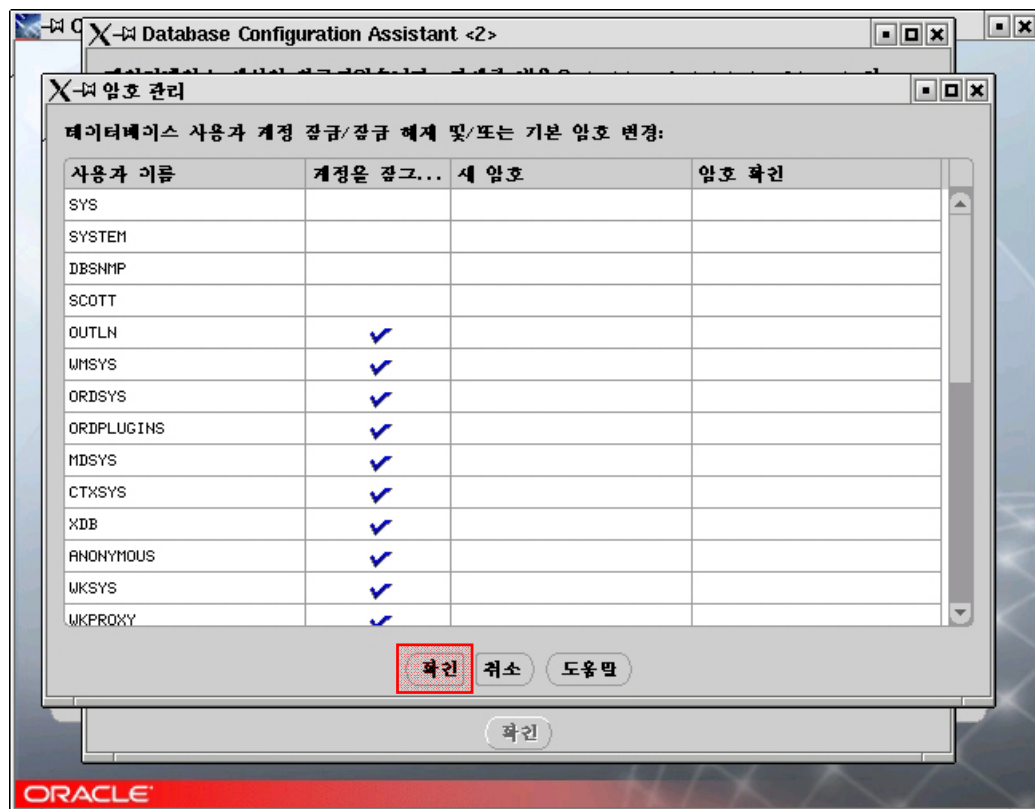 Database Configuration Assistant <2>
암호 관리
데이터베이스 사용자 계정 잠금/잠금 해제 및/또는 기본 암호 변경:
사용자 이름 계정을 잠그... 새 암호 암호 확인
SYS
SYSTEM
DBSNMP
SCOTT
OUTLN
WMSYS
ORDSYS
ORDPLUGINS
MDSYS
CTXSYS
XDB
ANONYMOUS
WKSYS
WKPROXY
확인 취소 도움말
확인
ORACLE